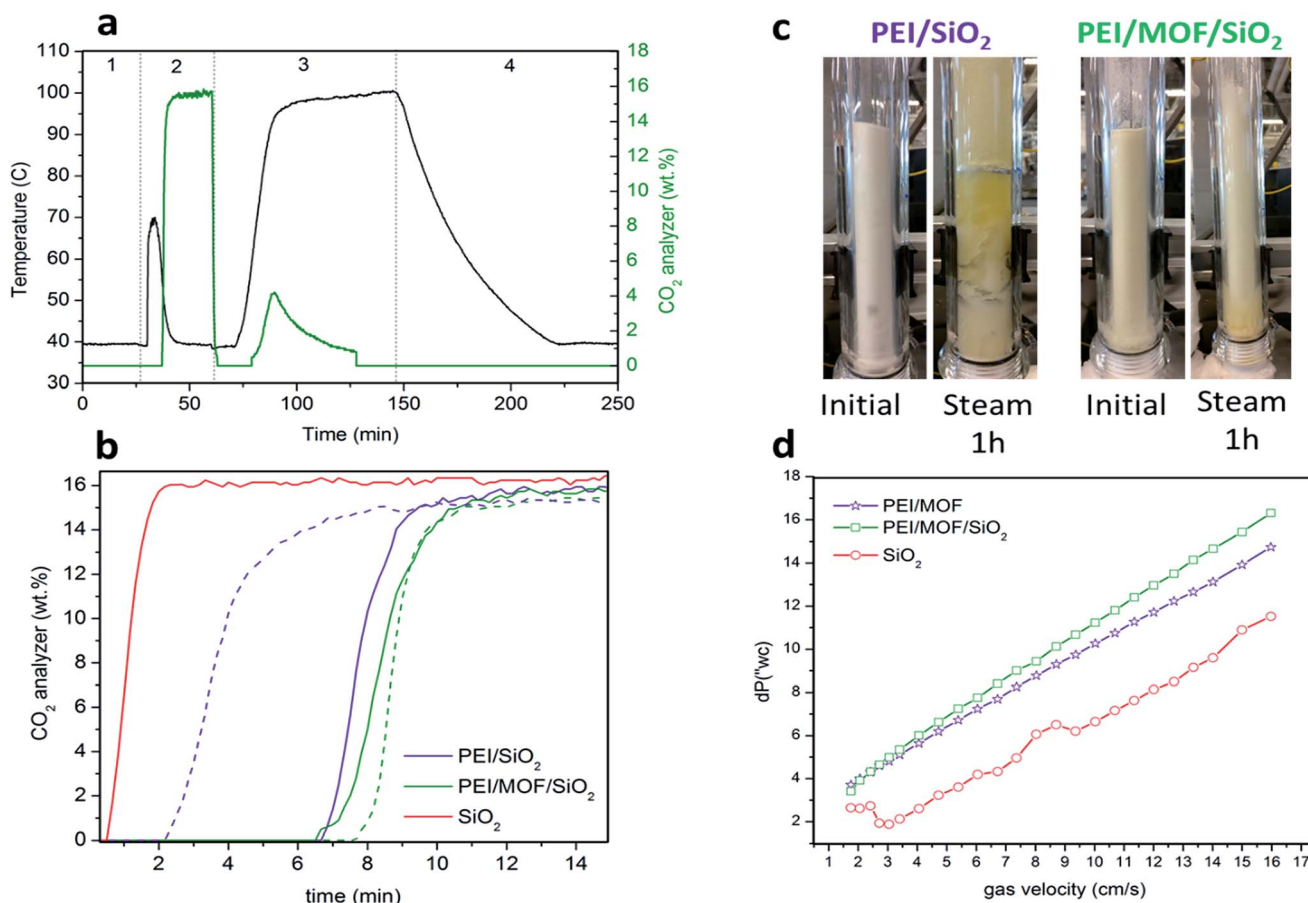 a
1 2 3 4
18
16
14
12
10
8
6
4
2
0
CO₂ analyzer (wt.%)
110
100
90
80
70
60
50
40
30
Temperature (C)
0 50 100 150 200 250
Time (min)
c
PEI/SiO₂ PEI/MOF/SiO₂
Initial Steam Initial Steam
1h 1h
b
16
14
12
10
8
6
4
2
0
CO₂ analyzer (wt.%)
PEI/SiO₂
PEI/MOF/SiO₂
SiO₂
2 4 6 8 10 12 14
time (min)
d
18
16
14
12
10
8
6
4
2
dP("wc)
PEI/MOF
PEI/MOF/SiO₂
SiO₂
1 2 3 4 5 6 7 8 9 10 11 12 13 14 15 16 17
gas velocity (cm/s)